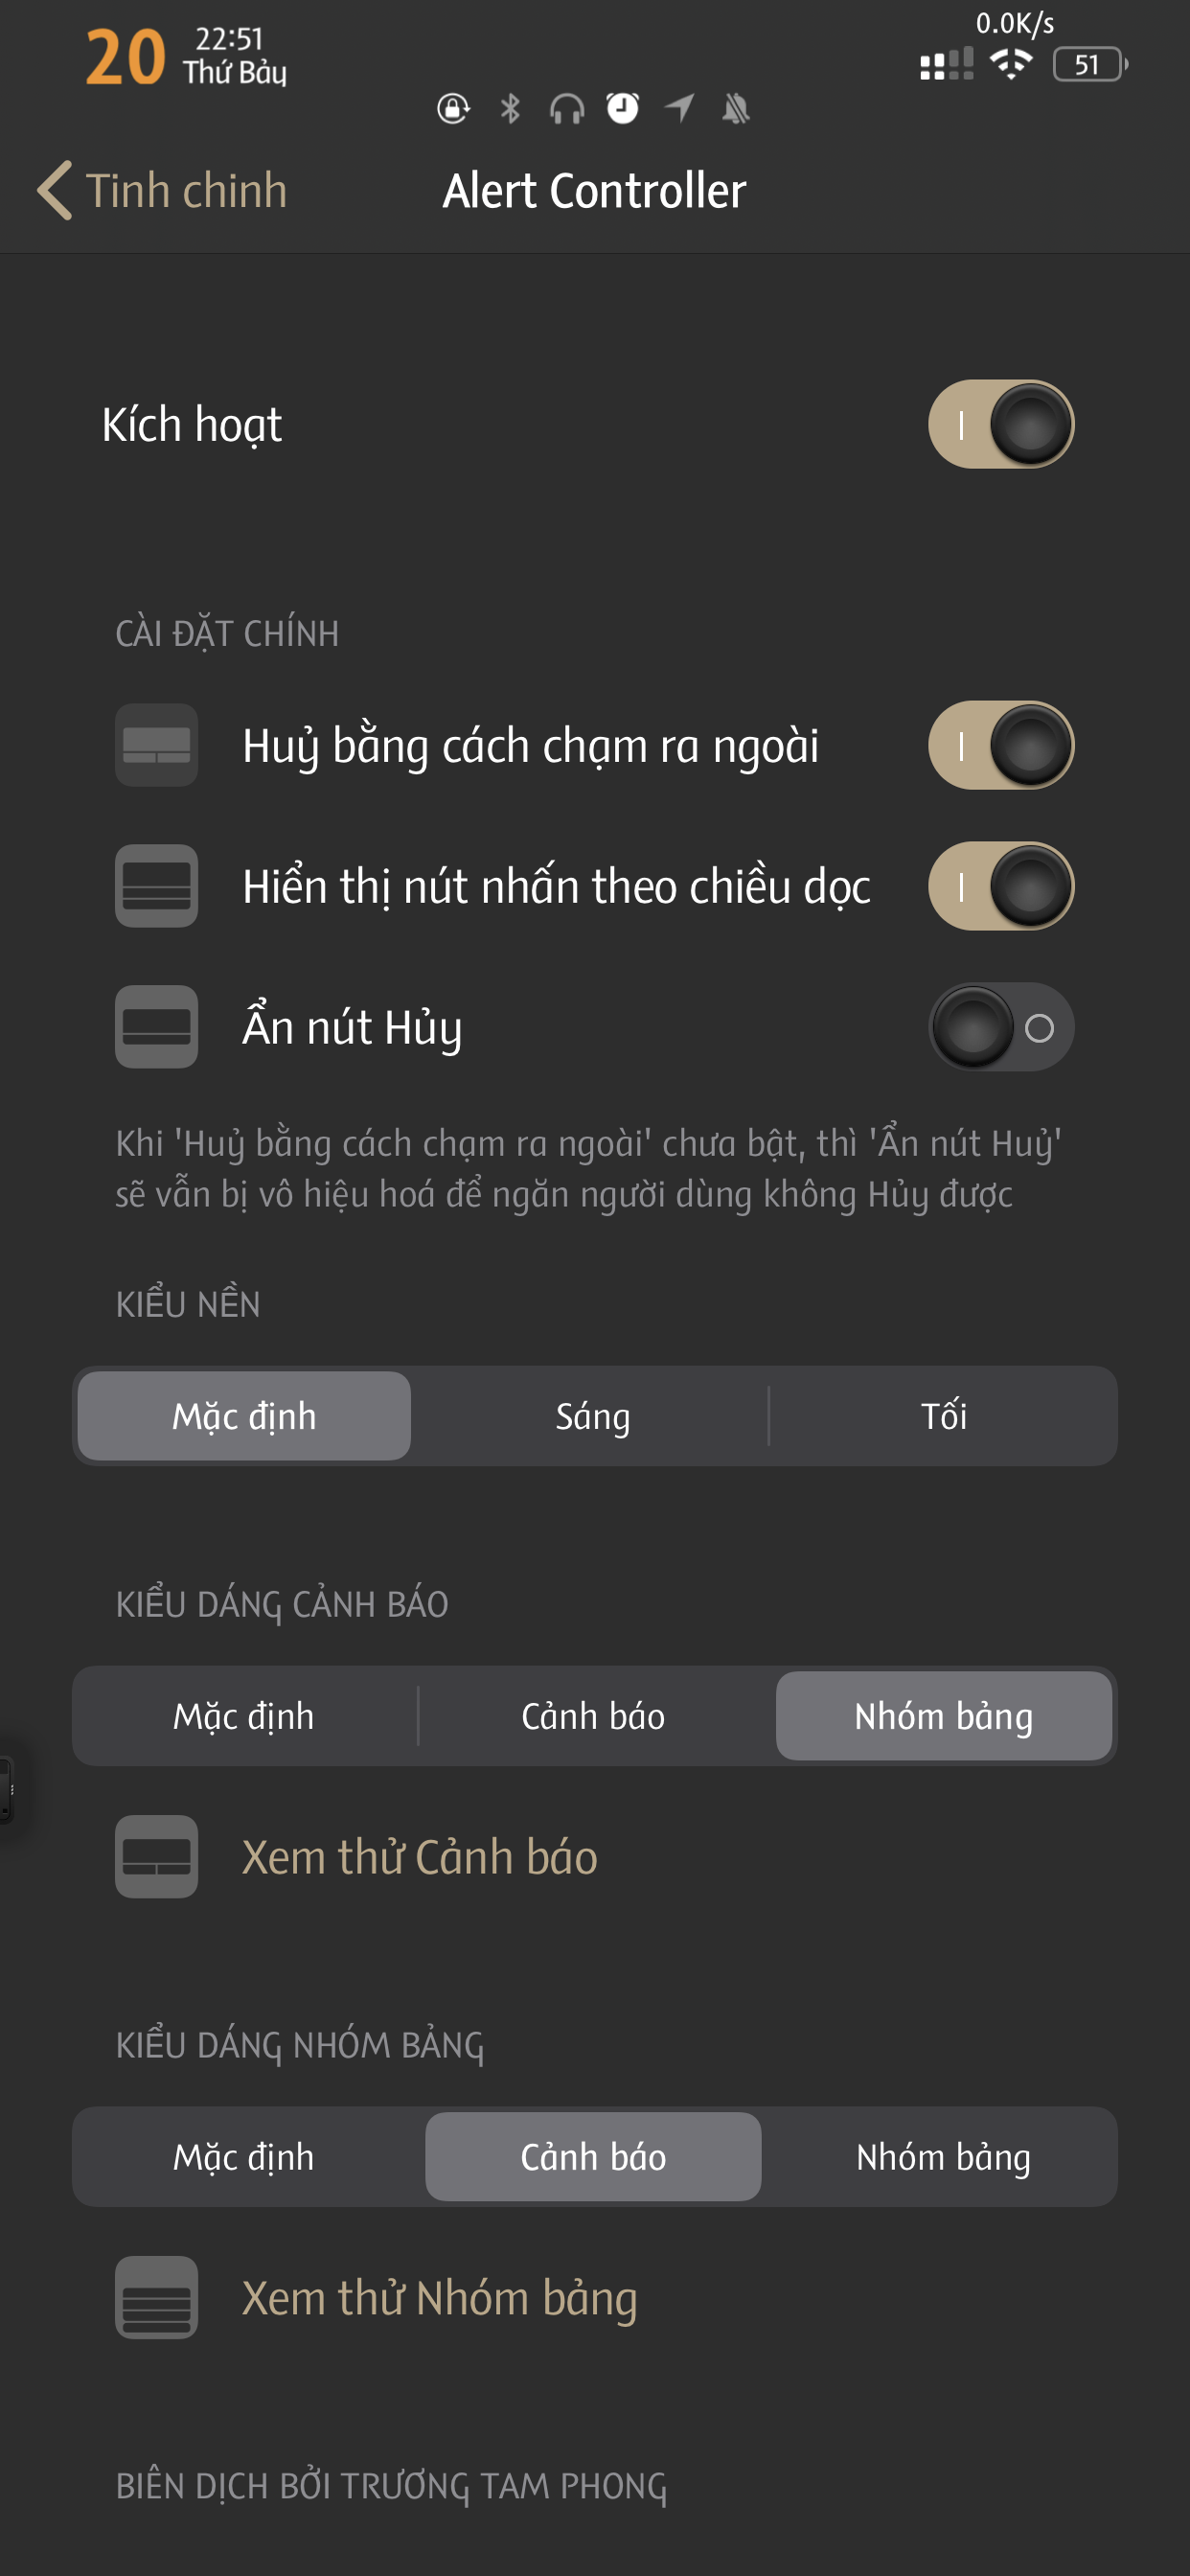 20
22:51
Thứ Bảy
0.0K/s
51
Tinh chinh
Alert Controller
Kích hoạt
CÀI ĐẶT CHÍNH
Huỷ bằng cách chạm ra ngoài
Hiển thị nút nhấn theo chiều dọc
Ẩn nút Hủy
Khi 'Huỷ bằng cách chạm ra ngoài' chưa bật, thì 'Ẩn nút Huỷ'
sẽ vẫn bị vô hiệu hoá để ngăn người dùng không Hủy được
KIỂU NỀN
Mặc định Sáng Tối
KIỂU DÁNG CẢNH BÁO
Mặc định Cảnh báo Nhóm bảng
Xem thử Cảnh báo
KIỂU DÁNG NHÓM BẢNG
Mặc định Cảnh báo Nhóm bảng
Xem thử Nhóm bảng
BIÊN DỊCH BỞI TRƯƠNG TAM PHONG